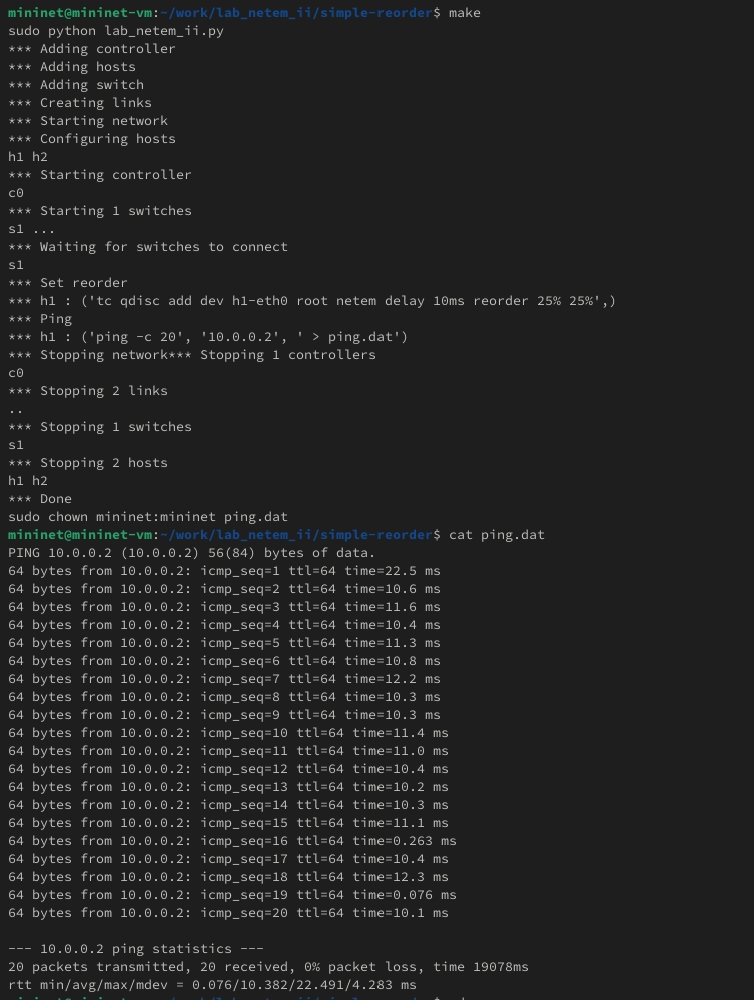 mininet@mininet-vm:~/work/lab_netem_ii/simple-reorder$ make
sudo python lab_netem_ii.py
*** Adding controller
*** Adding hosts
*** Adding switch
*** Creating links
*** Starting network
*** Configuring hosts
h1 h2
*** Starting controller
c0
*** Starting 1 switches
s1 ...
*** Waiting for switches to connect
s1
*** Set reorder
*** h1 : ('tc qdisc add dev h1-eth0 root netem delay 10ms reorder 25% 25%',)
*** Ping
*** h1 : ('ping -c 20', '10.0.0.2', ' > ping.dat')
*** Stopping network*** Stopping 1 controllers
c0
*** Stopping 2 links
..
*** Stopping 1 switches
s1
*** Stopping 2 hosts
h1 h2
*** Done
sudo chown mininet:mininet ping.dat
mininet@mininet-vm:~/work/lab_netem_ii/simple-reorder$ cat ping.dat
PING 10.0.0.2 (10.0.0.2) 56(84) bytes of data.
64 bytes from 10.0.0.2: icmp_seq=1 ttl=64 time=22.5 ms
64 bytes from 10.0.0.2: icmp_seq=2 ttl=64 time=10.6 ms
64 bytes from 10.0.0.2: icmp_seq=3 ttl=64 time=11.6 ms
64 bytes from 10.0.0.2: icmp_seq=4 ttl=64 time=10.4 ms
64 bytes from 10.0.0.2: icmp_seq=5 ttl=64 time=11.3 ms
64 bytes from 10.0.0.2: icmp_seq=6 ttl=64 time=10.8 ms
64 bytes from 10.0.0.2: icmp_seq=7 ttl=64 time=12.2 ms
64 bytes from 10.0.0.2: icmp_seq=8 ttl=64 time=10.3 ms
64 bytes from 10.0.0.2: icmp_seq=9 ttl=64 time=10.3 ms
64 bytes from 10.0.0.2: icmp_seq=10 ttl=64 time=11.4 ms
64 bytes from 10.0.0.2: icmp_seq=11 ttl=64 time=11.0 ms
64 bytes from 10.0.0.2: icmp_seq=12 ttl=64 time=10.4 ms
64 bytes from 10.0.0.2: icmp_seq=13 ttl=64 time=10.2 ms
64 bytes from 10.0.0.2: icmp_seq=14 ttl=64 time=10.3 ms
64 bytes from 10.0.0.2: icmp_seq=15 ttl=64 time=11.1 ms
64 bytes from 10.0.0.2: icmp_seq=16 ttl=64 time=0.263 ms
64 bytes from 10.0.0.2: icmp_seq=17 ttl=64 time=10.4 ms
64 bytes from 10.0.0.2: icmp_seq=18 ttl=64 time=12.3 ms
64 bytes from 10.0.0.2: icmp_seq=19 ttl=64 time=0.076 ms
64 bytes from 10.0.0.2: icmp_seq=20 ttl=64 time=10.1 ms
--- 10.0.0.2 ping statistics ---
20 packets transmitted, 20 received, 0% packet loss, time 19078ms
rtt min/avg/max/mdev = 0.076/10.382/22.491/4.283 ms